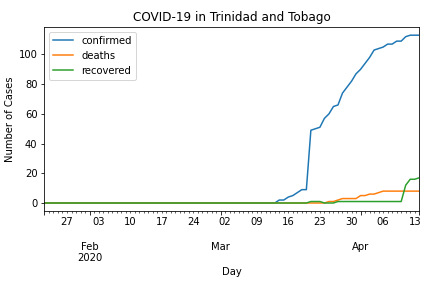 COVID-19 in Trinidad and Tobago
confirmed
deaths
recovered
Number of Cases
100
80
60
40
20
0
27 03 10 17 24 02 09 16 23 30 06 13
Feb Mar Apr
2020
Day